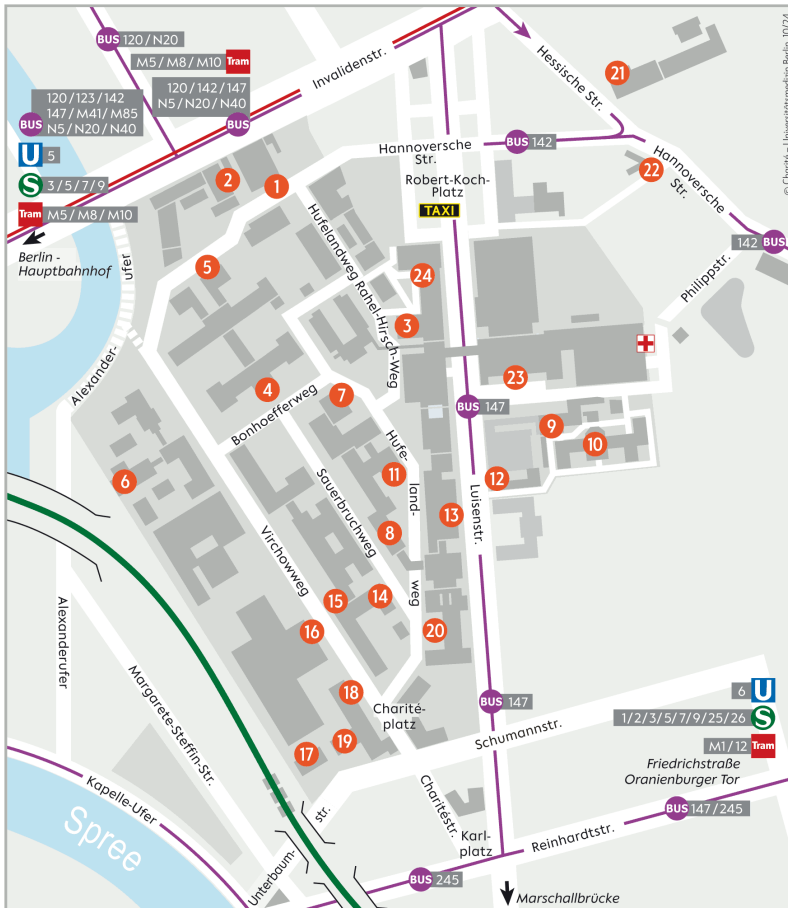 BUS 120 / N20
M5 / M8 / M10 Tram
120 / 123 / 142
147 / M41 / M85
N5 / N20 / N40
BUS
120 / 142 / 147
N5 / N20 / N40
BUS
U 5
S 3 / 5 / 7 / 9
Tram M5 / M8 / M10
Berlin -
Hauptbahnhof
Invalidenstr.
Hessische Str.
21
© Charité – Universitätsmedizin Berlin 10/24
Hannoversche
Str.
BUS 142
Robert-Koch-
Platz
TAXI
22
Hannoversche
Str.
142 BUS
Philippstr.
2
1
Hufelandweg
Rahel-Hirsch-Weg
5
24
3
Alexander-
ufer
4
7
Bonhoefferweg
23
BUS 147
9
10
6
11
12
13
Hufe-
land-
weg
Sauerbruchweg
Luisenstr.
8
Virchowweg
15
14
16
20
Alexanderufer
Margarete-Steffin-Str.
18
Charité-
platz
19
17
BUS 147
Schumannstr.
6 U
1/2/3/5/7/9/25/26 S
M1 / 12 Tram
Friedrichstraße
Oranienburger Tor
Kapelle-Ufer
Spree
Unterbaum-
str.
Charitéstr.
Karl-
platz
Reinhardtstr.
BUS 147 / 245
BUS 245
Marschallbrücke